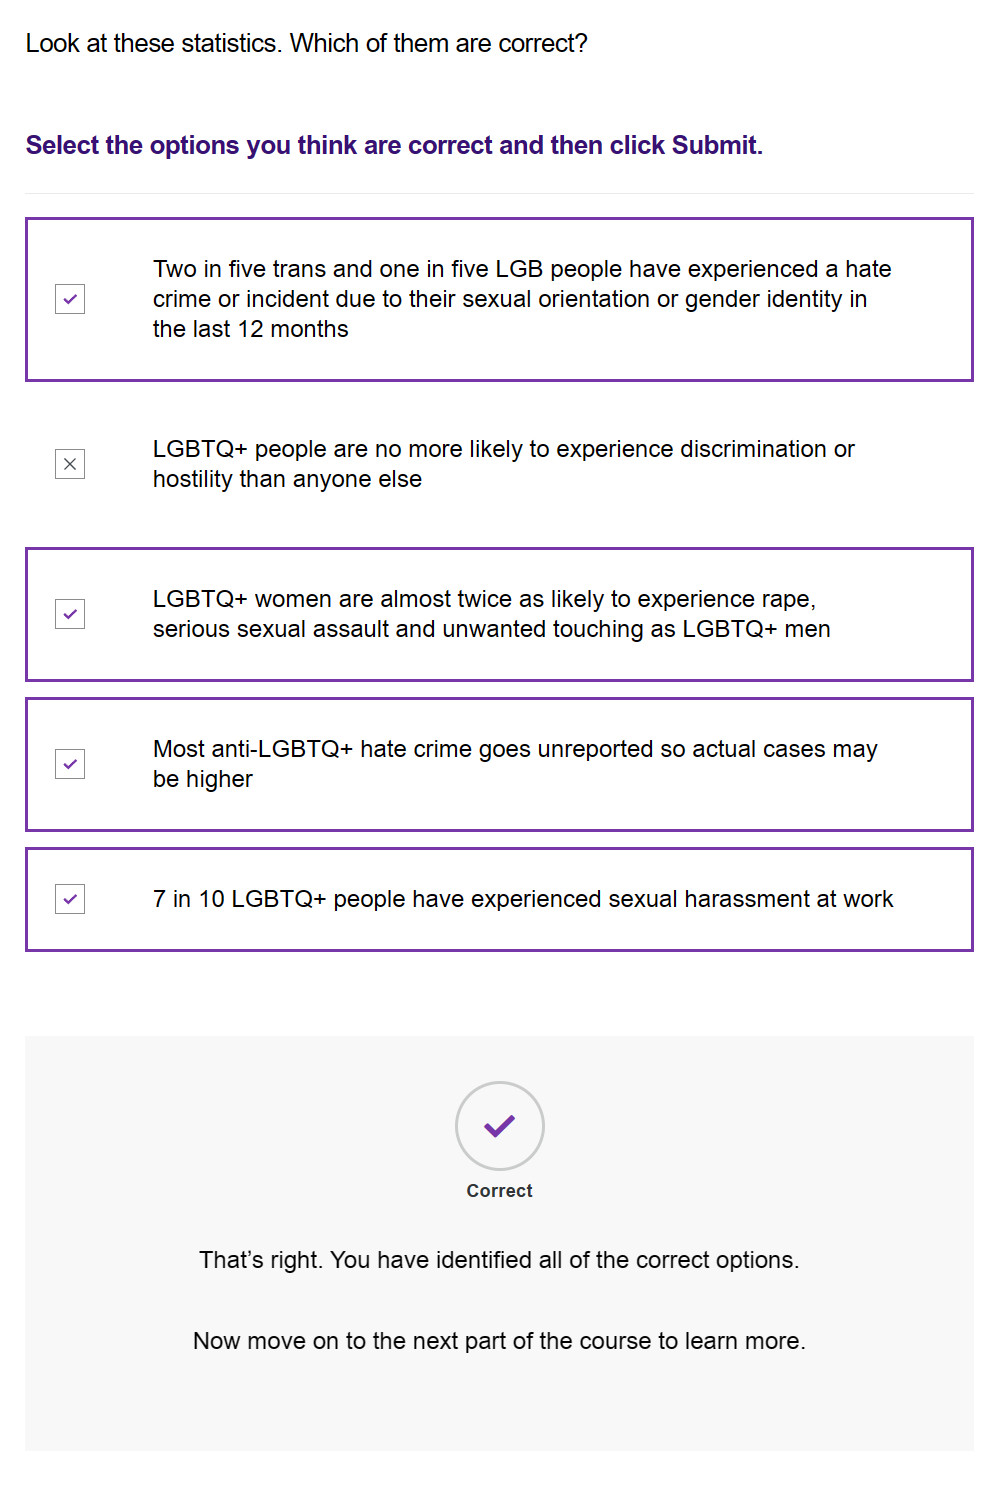 Look at these statistics. Which of them are correct?
Select the options you think are correct and then click Submit.
Two in five trans and one in five LGB people have experienced a hate
crime or incident due to their sexual orientation or gender identity in
the last 12 months
LGBTQ+ people are no more likely to experience discrimination or
hostility than anyone else
LGBTQ+ women are almost twice as likely to experience rape,
serious sexual assault and unwanted touching as LGBTQ+ men
Most anti-LGBTQ+ hate crime goes unreported so actual cases may
be higher
7 in 10 LGBTQ+ people have experienced sexual harassment at work
Correct
That’s right. You have identified all of the correct options.
Now move on to the next part of the course to learn more.